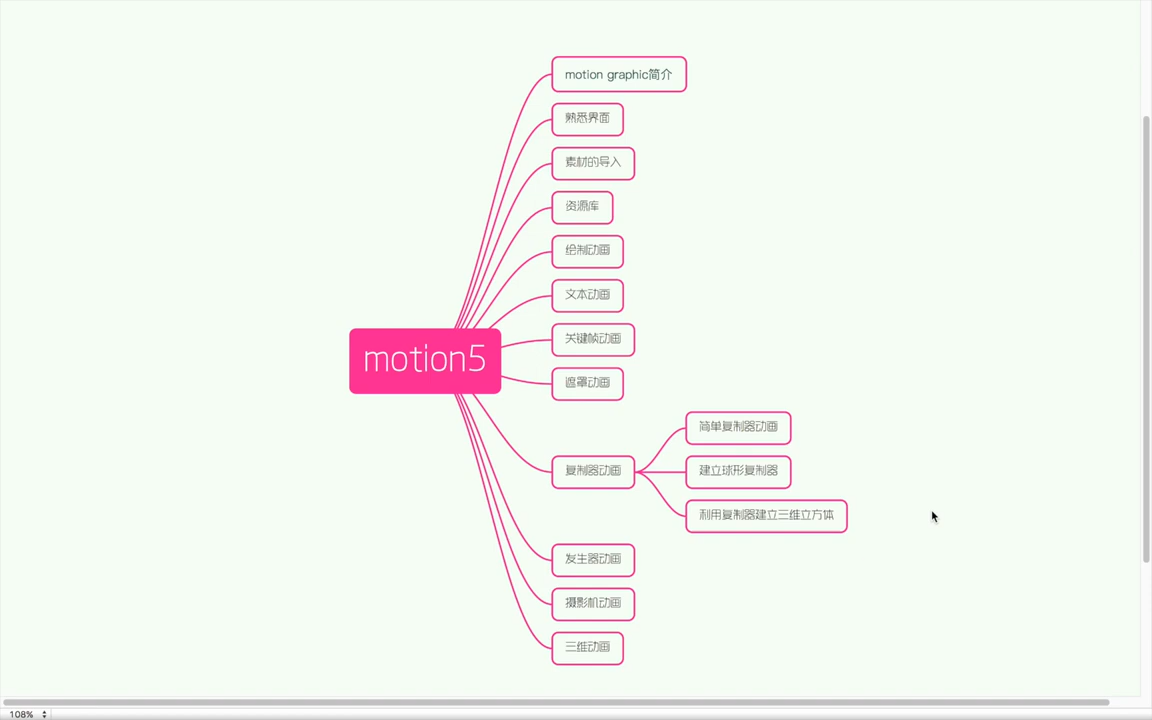 motion graphic简介
熟悉界面
素材的导入
资源库
绘制动画
文本动画
关键帧动画
motion5
遮罩动画
简单复制器动画
复制器动画
建立球形复制器
利用复制器建立三维立方体
发生器动画
摄影机动画
三维动画
108%